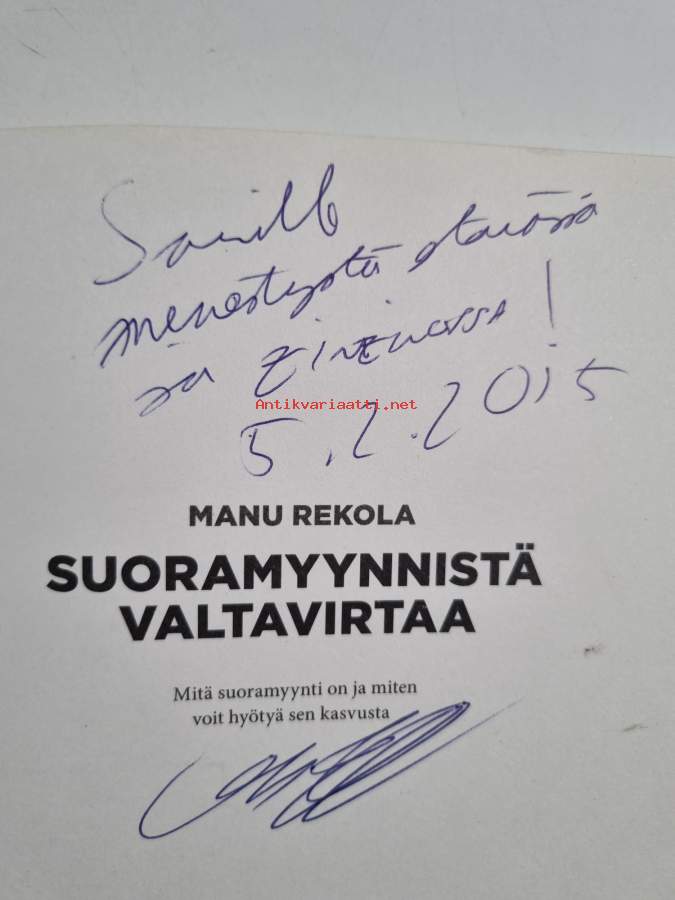 menestystä
5.2.2015
Antikvariaatti.net
MANU REKOLA
SUORAMYYNNISTÄ
VALTAVIRTAA
Mitä suoramyynti on ja miten
voit hyötyä sen kasvusta